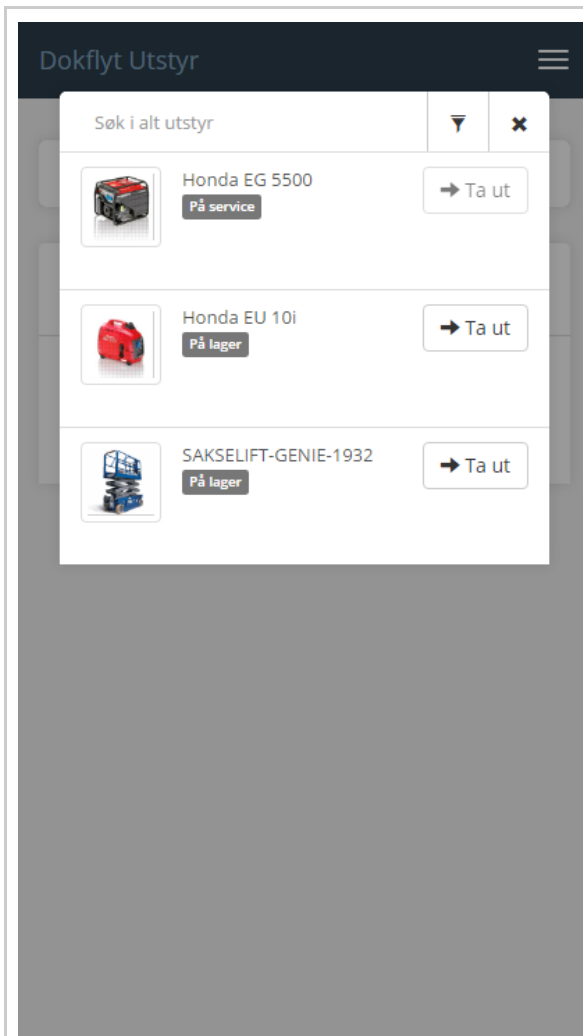 Dokflyt Utstyr
Søk i alt utstyr
Honda EG 5500
På service
Ta ut
Honda EU 10i
På lager
Ta ut
SAKSELIFT-GENIE-1932
På lager
Ta ut